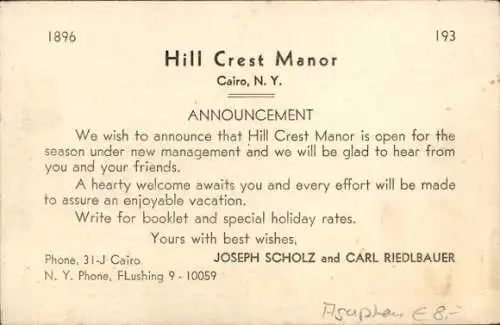 1896 193
Hill Crest Manor
Cairo, N. Y.
ANNOUNCEMENT
We wish to announce that Hill Crest Manor is open for the
season under new management and we will be glad to hear from
you and your friends.
A hearty welcome awaits you and every effort will be made
to assure an enjoyable vacation.
Write for booklet and special holiday rates.
Yours with best wishes,
Phone, 31-J Cairo JOSEPH SCHOLZ and CARL RIEDLBAUER
N. Y. Phone, FLushing 9 - 10059
€ 8,-